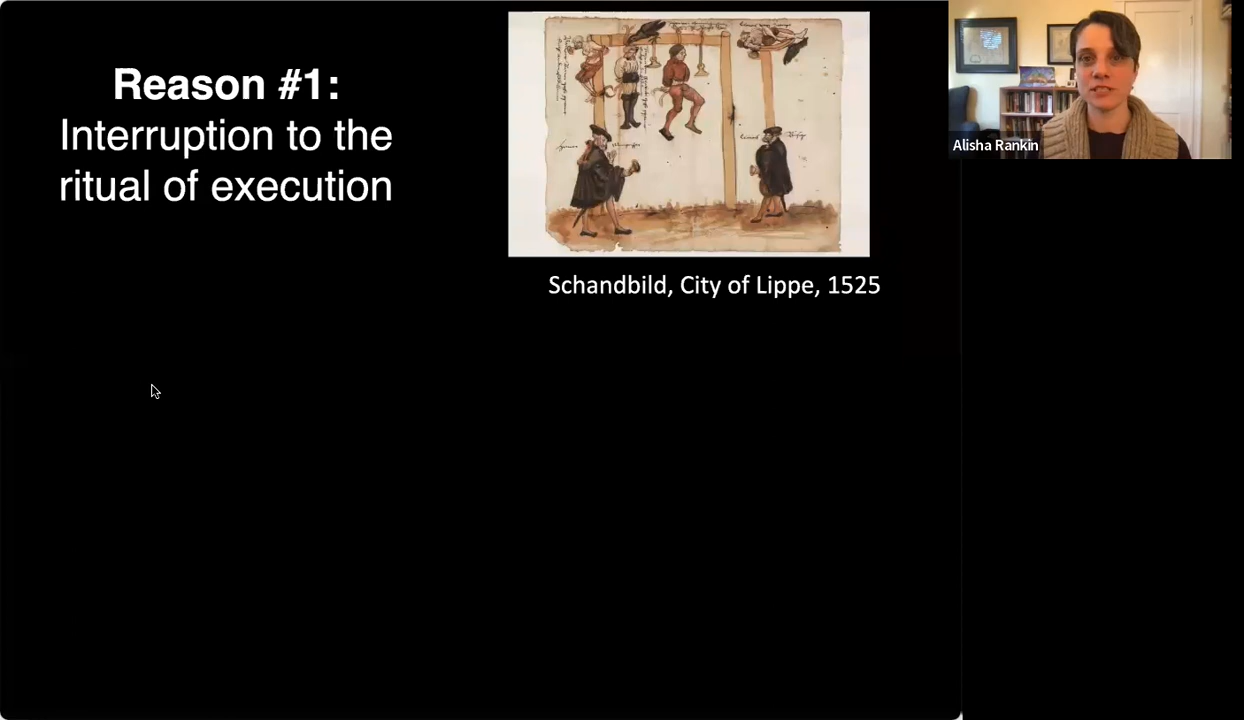 Reason #1:
Interruption to the
ritual of execution
Schandbild, City of Lippe, 1525
Alisha Rankin